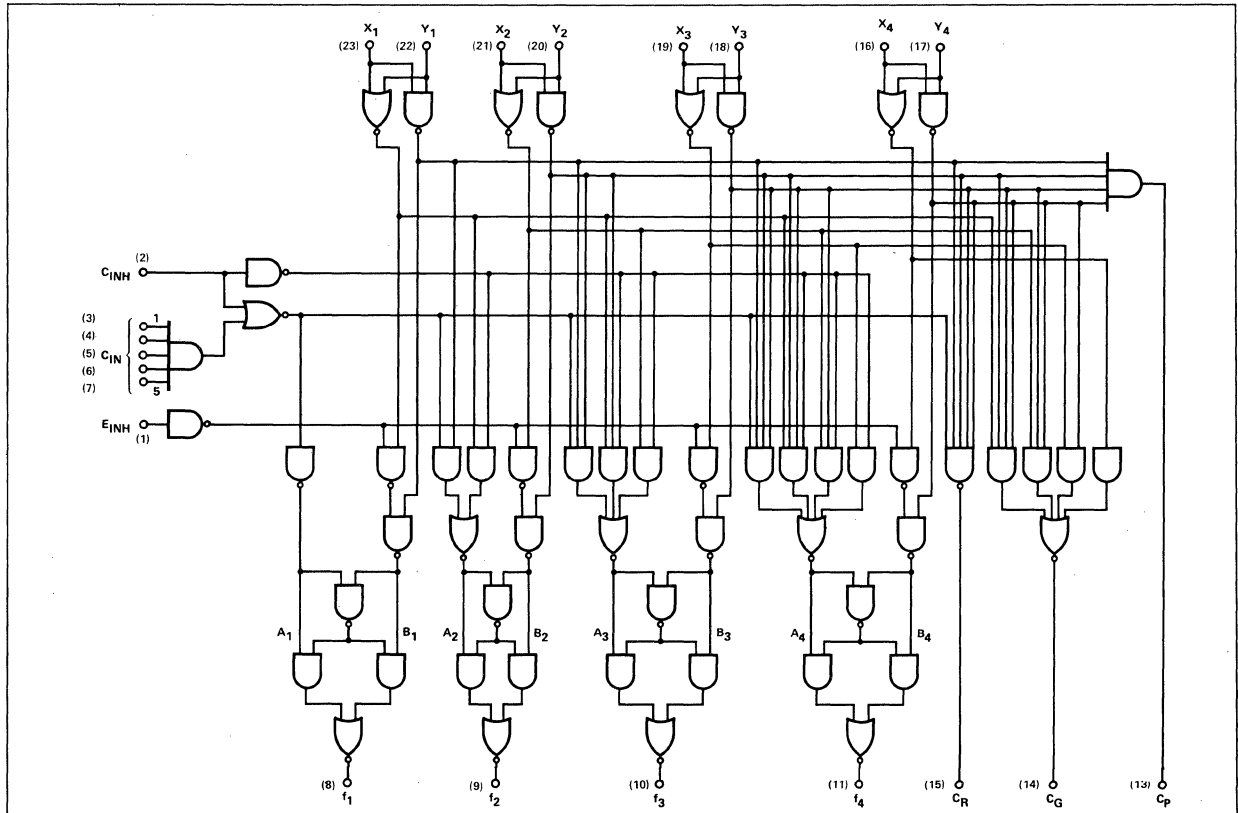 X1 Y1 X2 Y2 X3 Y3 X4 Y4
(23) (22) (21) (20) (19) (18) (16) (17)
(2)
CINH
(3) 1
(4)
CIN (5)
(6)
(7) 5
EINH
(1)
A1 B1 A2 B2 A3 B3 A4 B4
(8) (9) (10) (11) (15) (14) (13)
f1 f2 f3 f4 CR CG CP